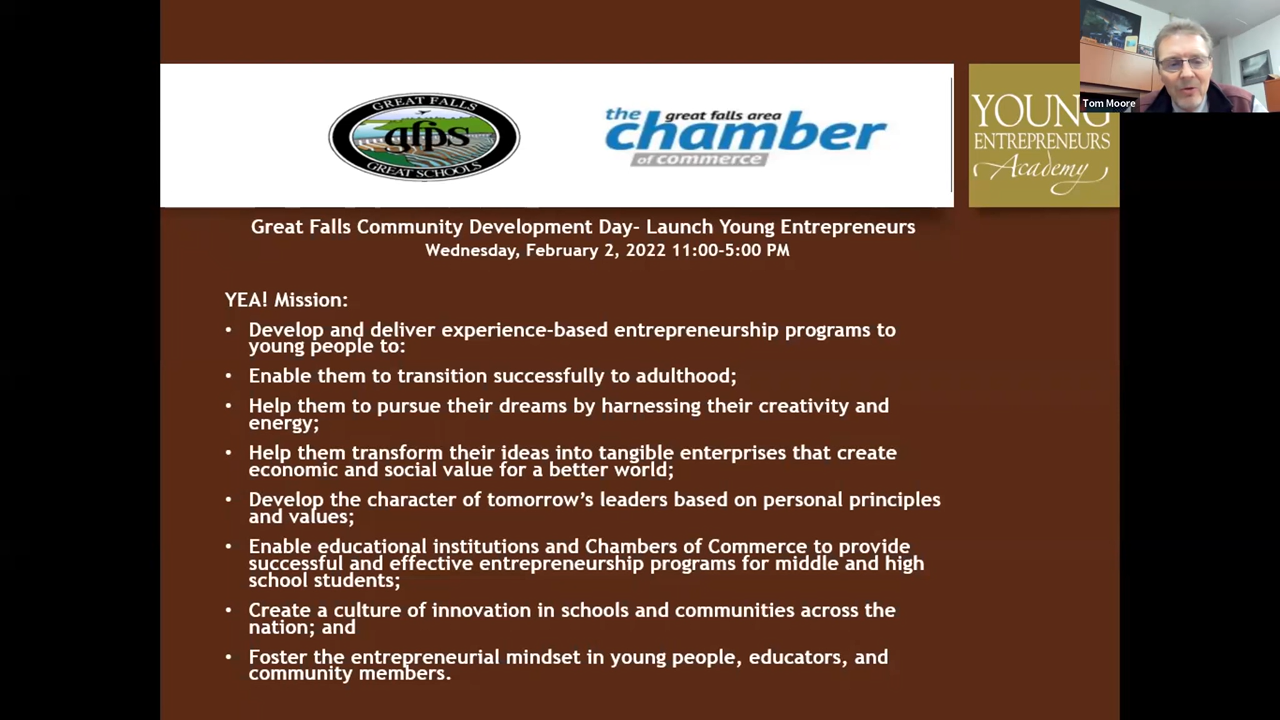 GREAT FALLS
gfps
GREAT SCHOOLS
the great falls area
chamber
of commerce
YOUNG
ENTREPRENEURS
Academy
Tom Moore
Great Falls Community Development Day- Launch Young Entrepreneurs
Wednesday, February 2, 2022 11:00-5:00 PM
YEA! Mission:
• Develop and deliver experience-based entrepreneurship programs to
young people to:
• Enable them to transition successfully to adulthood;
• Help them to pursue their dreams by harnessing their creativity and
energy;
• Help them transform their ideas into tangible enterprises that create
economic and social value for a better world;
• Develop the character of tomorrow's leaders based on personal principles
and values;
• Enable educational institutions and Chambers of Commerce to provide
successful and effective entrepreneurship programs for middle and high
school students;
• Create a culture of innovation in schools and communities across the
nation; and
• Foster the entrepreneurial mindset in young people, educators, and
community members.